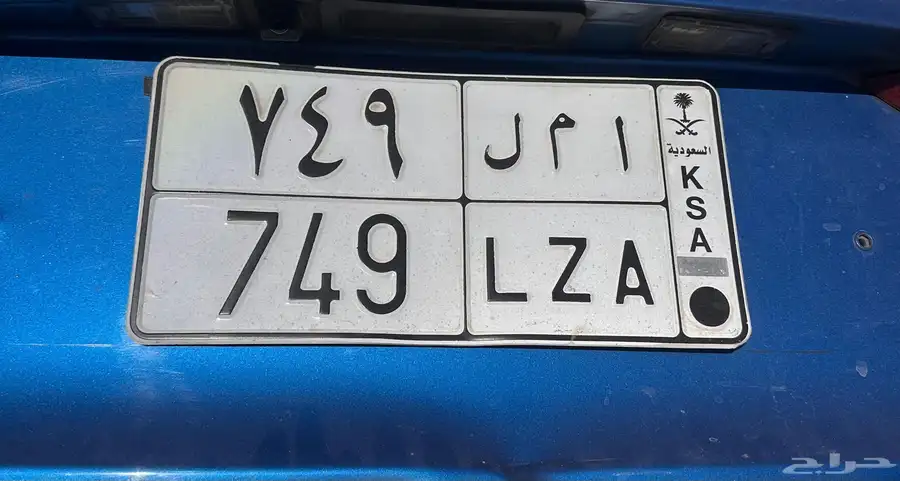 ٧٤٩ ا م ل
749 LZA
السعودية
K
S
A
حراج